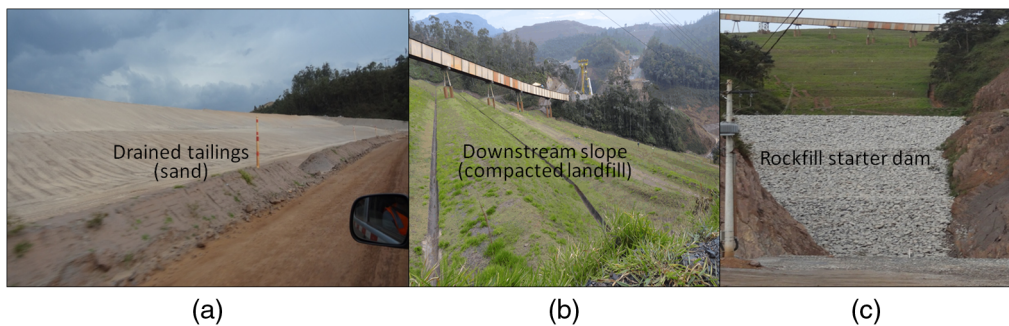 Drained tailings
(sand)
Downstream slope
(compacted landfill)
Rockfill starter dam
(a)
(b)
(c)